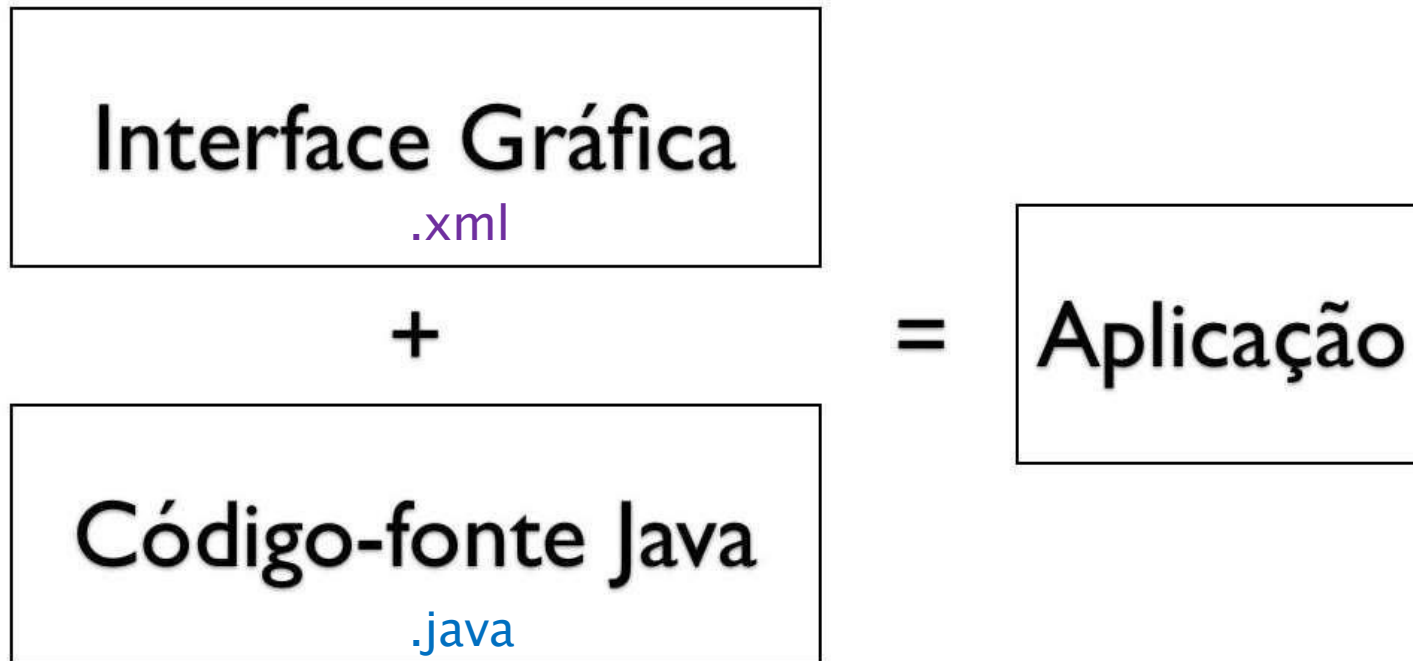 Interface Gráfica
.xml
+
=
Aplicação
Código-fonte Java
.java